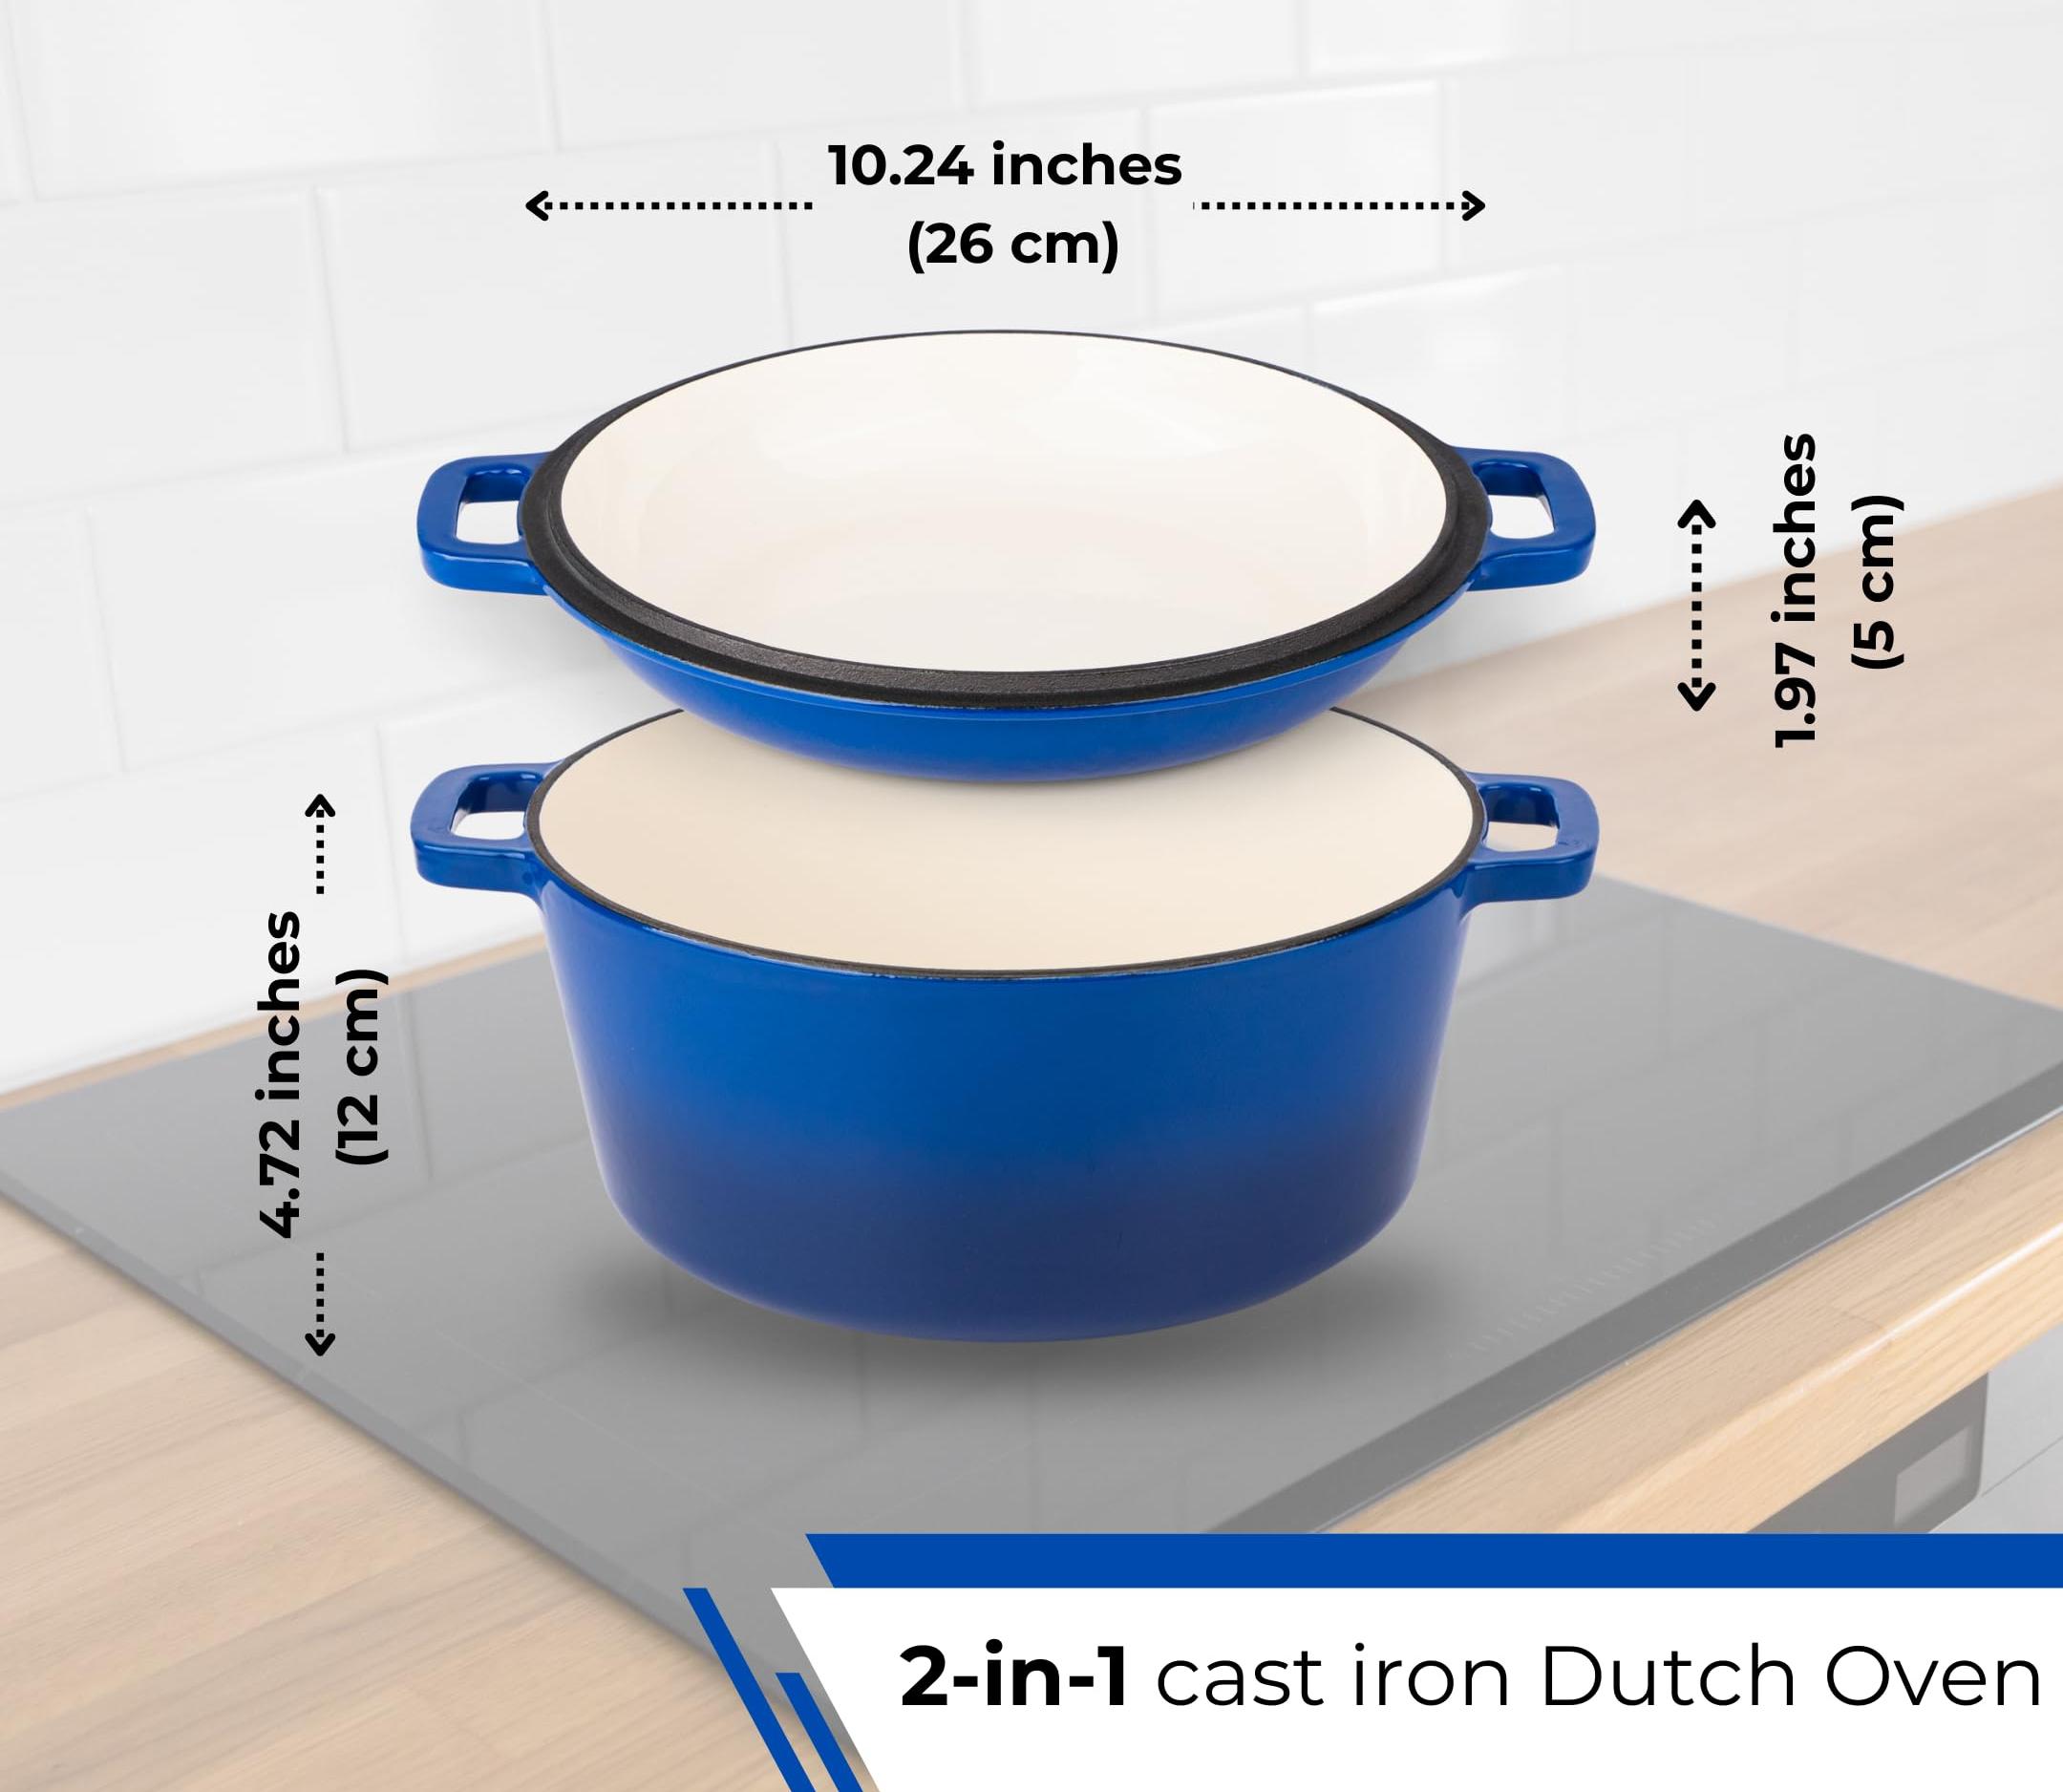 10.24 inches
(26 cm)
1.97 inches
(5 cm)
4.72 inches
(12 cm)
2-in-1 cast iron Dutch Oven